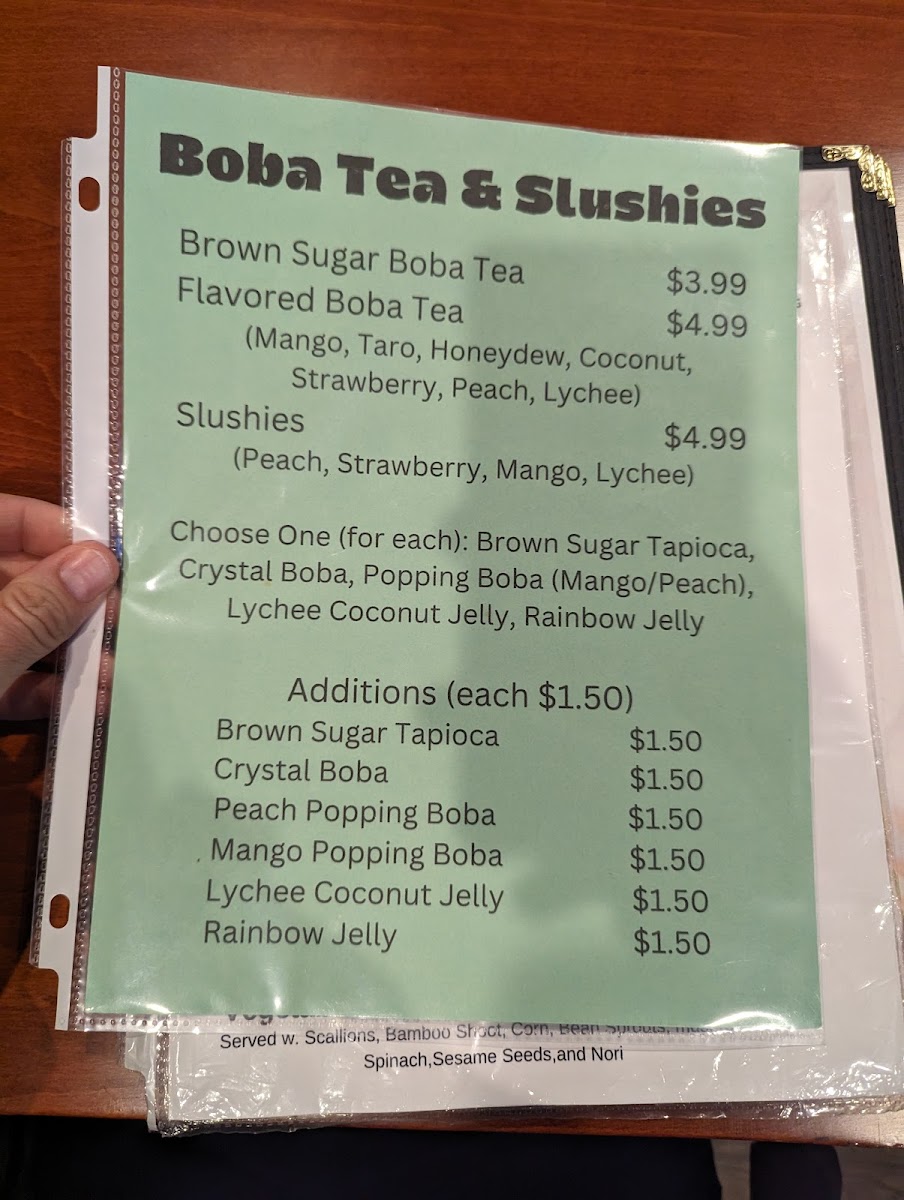 Boba Tea & Slushies
Brown Sugar Boba Tea $3.99
Flavored Boba Tea $4.99
(Mango, Taro, Honeydew, Coconut,
Strawberry, Peach, Lychee)
Slushies $4.99
(Peach, Strawberry, Mango, Lychee)
Choose One (for each): Brown Sugar Tapioca,
Crystal Boba, Popping Boba (Mango/Peach),
Lychee Coconut Jelly, Rainbow Jelly
Additions (each $1.50)
Brown Sugar Tapioca $1.50
Crystal Boba $1.50
Peach Popping Boba $1.50
Mango Popping Boba $1.50
Lychee Coconut Jelly $1.50
Rainbow Jelly $1.50
Served w. Scallions, Bamboo Shoot, Corn, Bean Sprouts,
Spinach,Sesame Seeds,and Nori